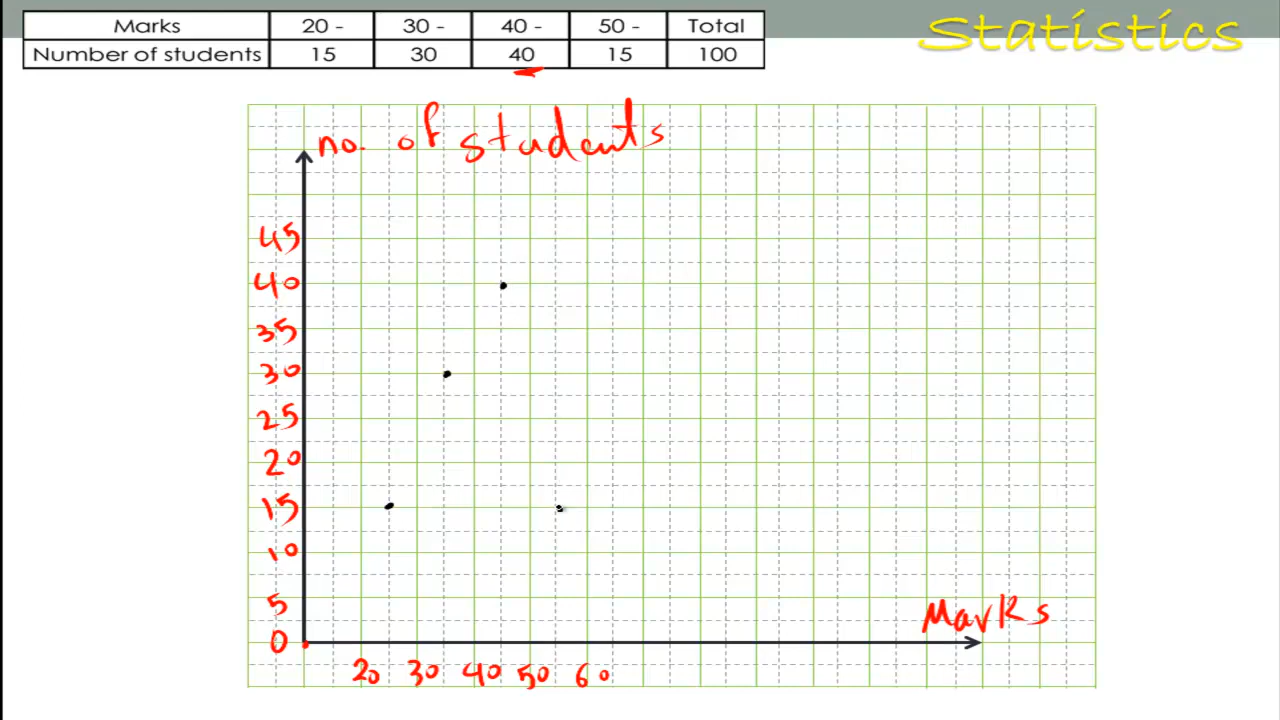 Statistics
Marks 20 - 30 - 40 - 50 - Total
Number of students 15 30 40 15 100
no. of students
45
40
35
30
25
20
15
10
5
0
Marks
20 30 40 50 60